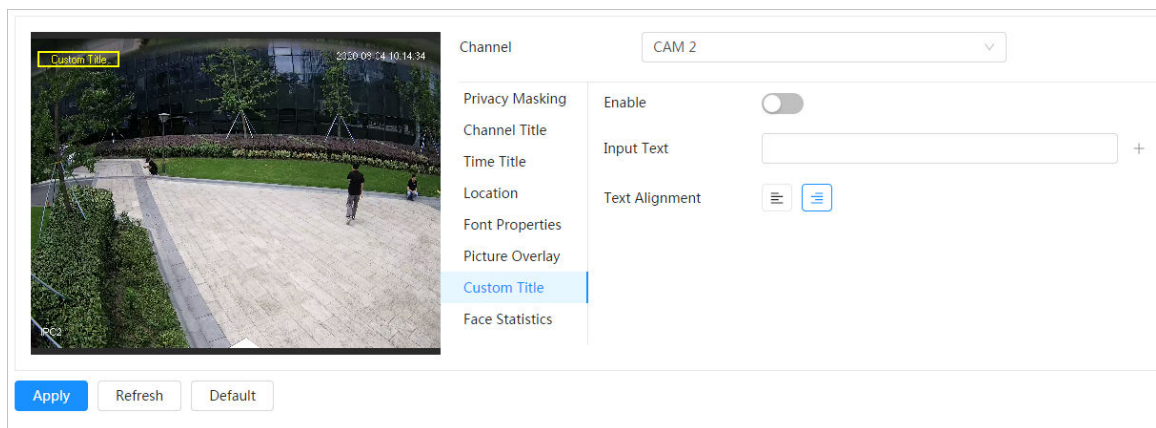 Channel
CAM 2
Custom Title
2020-09-04 10:14:34
Privacy Masking
Channel Title
Time Title
Location
Font Properties
Picture Overlay
Custom Title
Face Statistics
Enable
Input Text
Text Alignment
IPC2
Apply
Refresh
Default